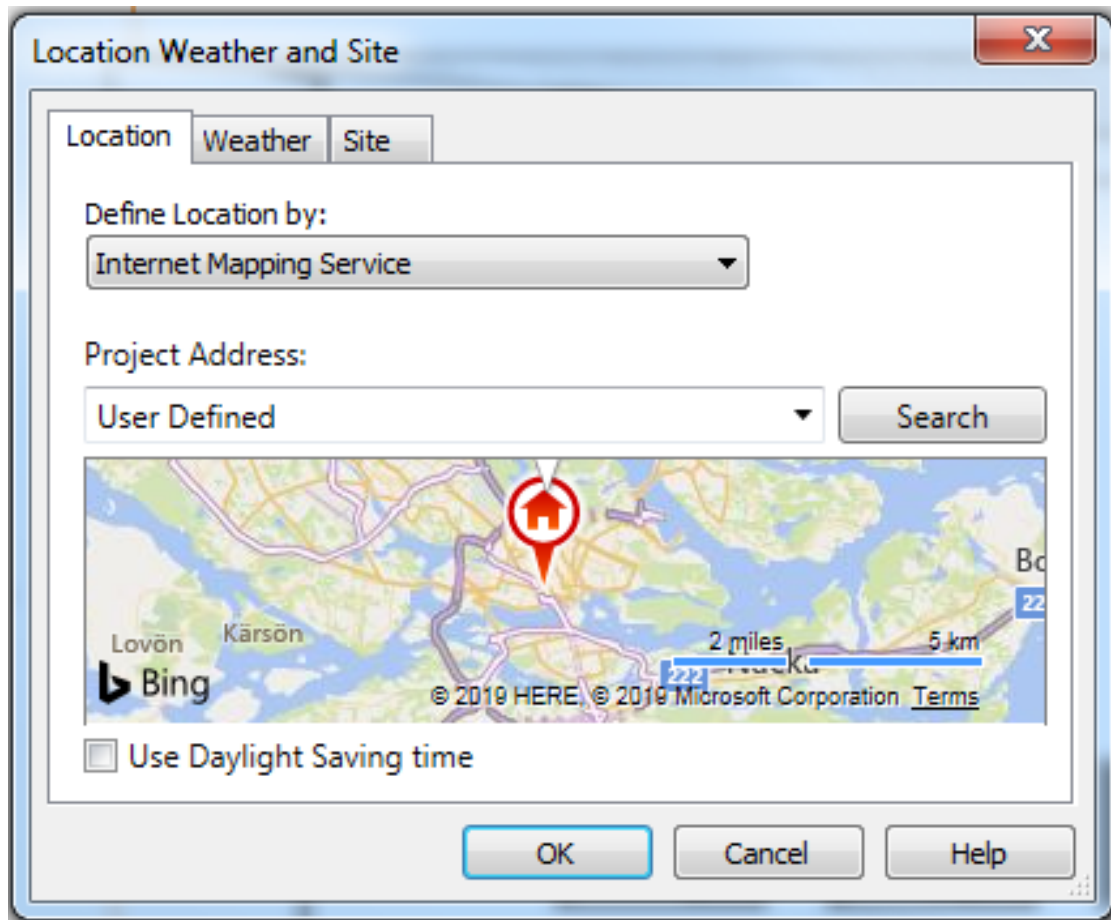 Location Weather and Site
Location Weather Site
Define Location by:
Internet Mapping Service
Project Address:
User Defined Search
Bo
22
Lovön Kärsön 2 miles 5 km
Nacka
222
Bing
© 2019 HERE, © 2019 Microsoft Corporation Terms
Use Daylight Saving time
OK Cancel Help